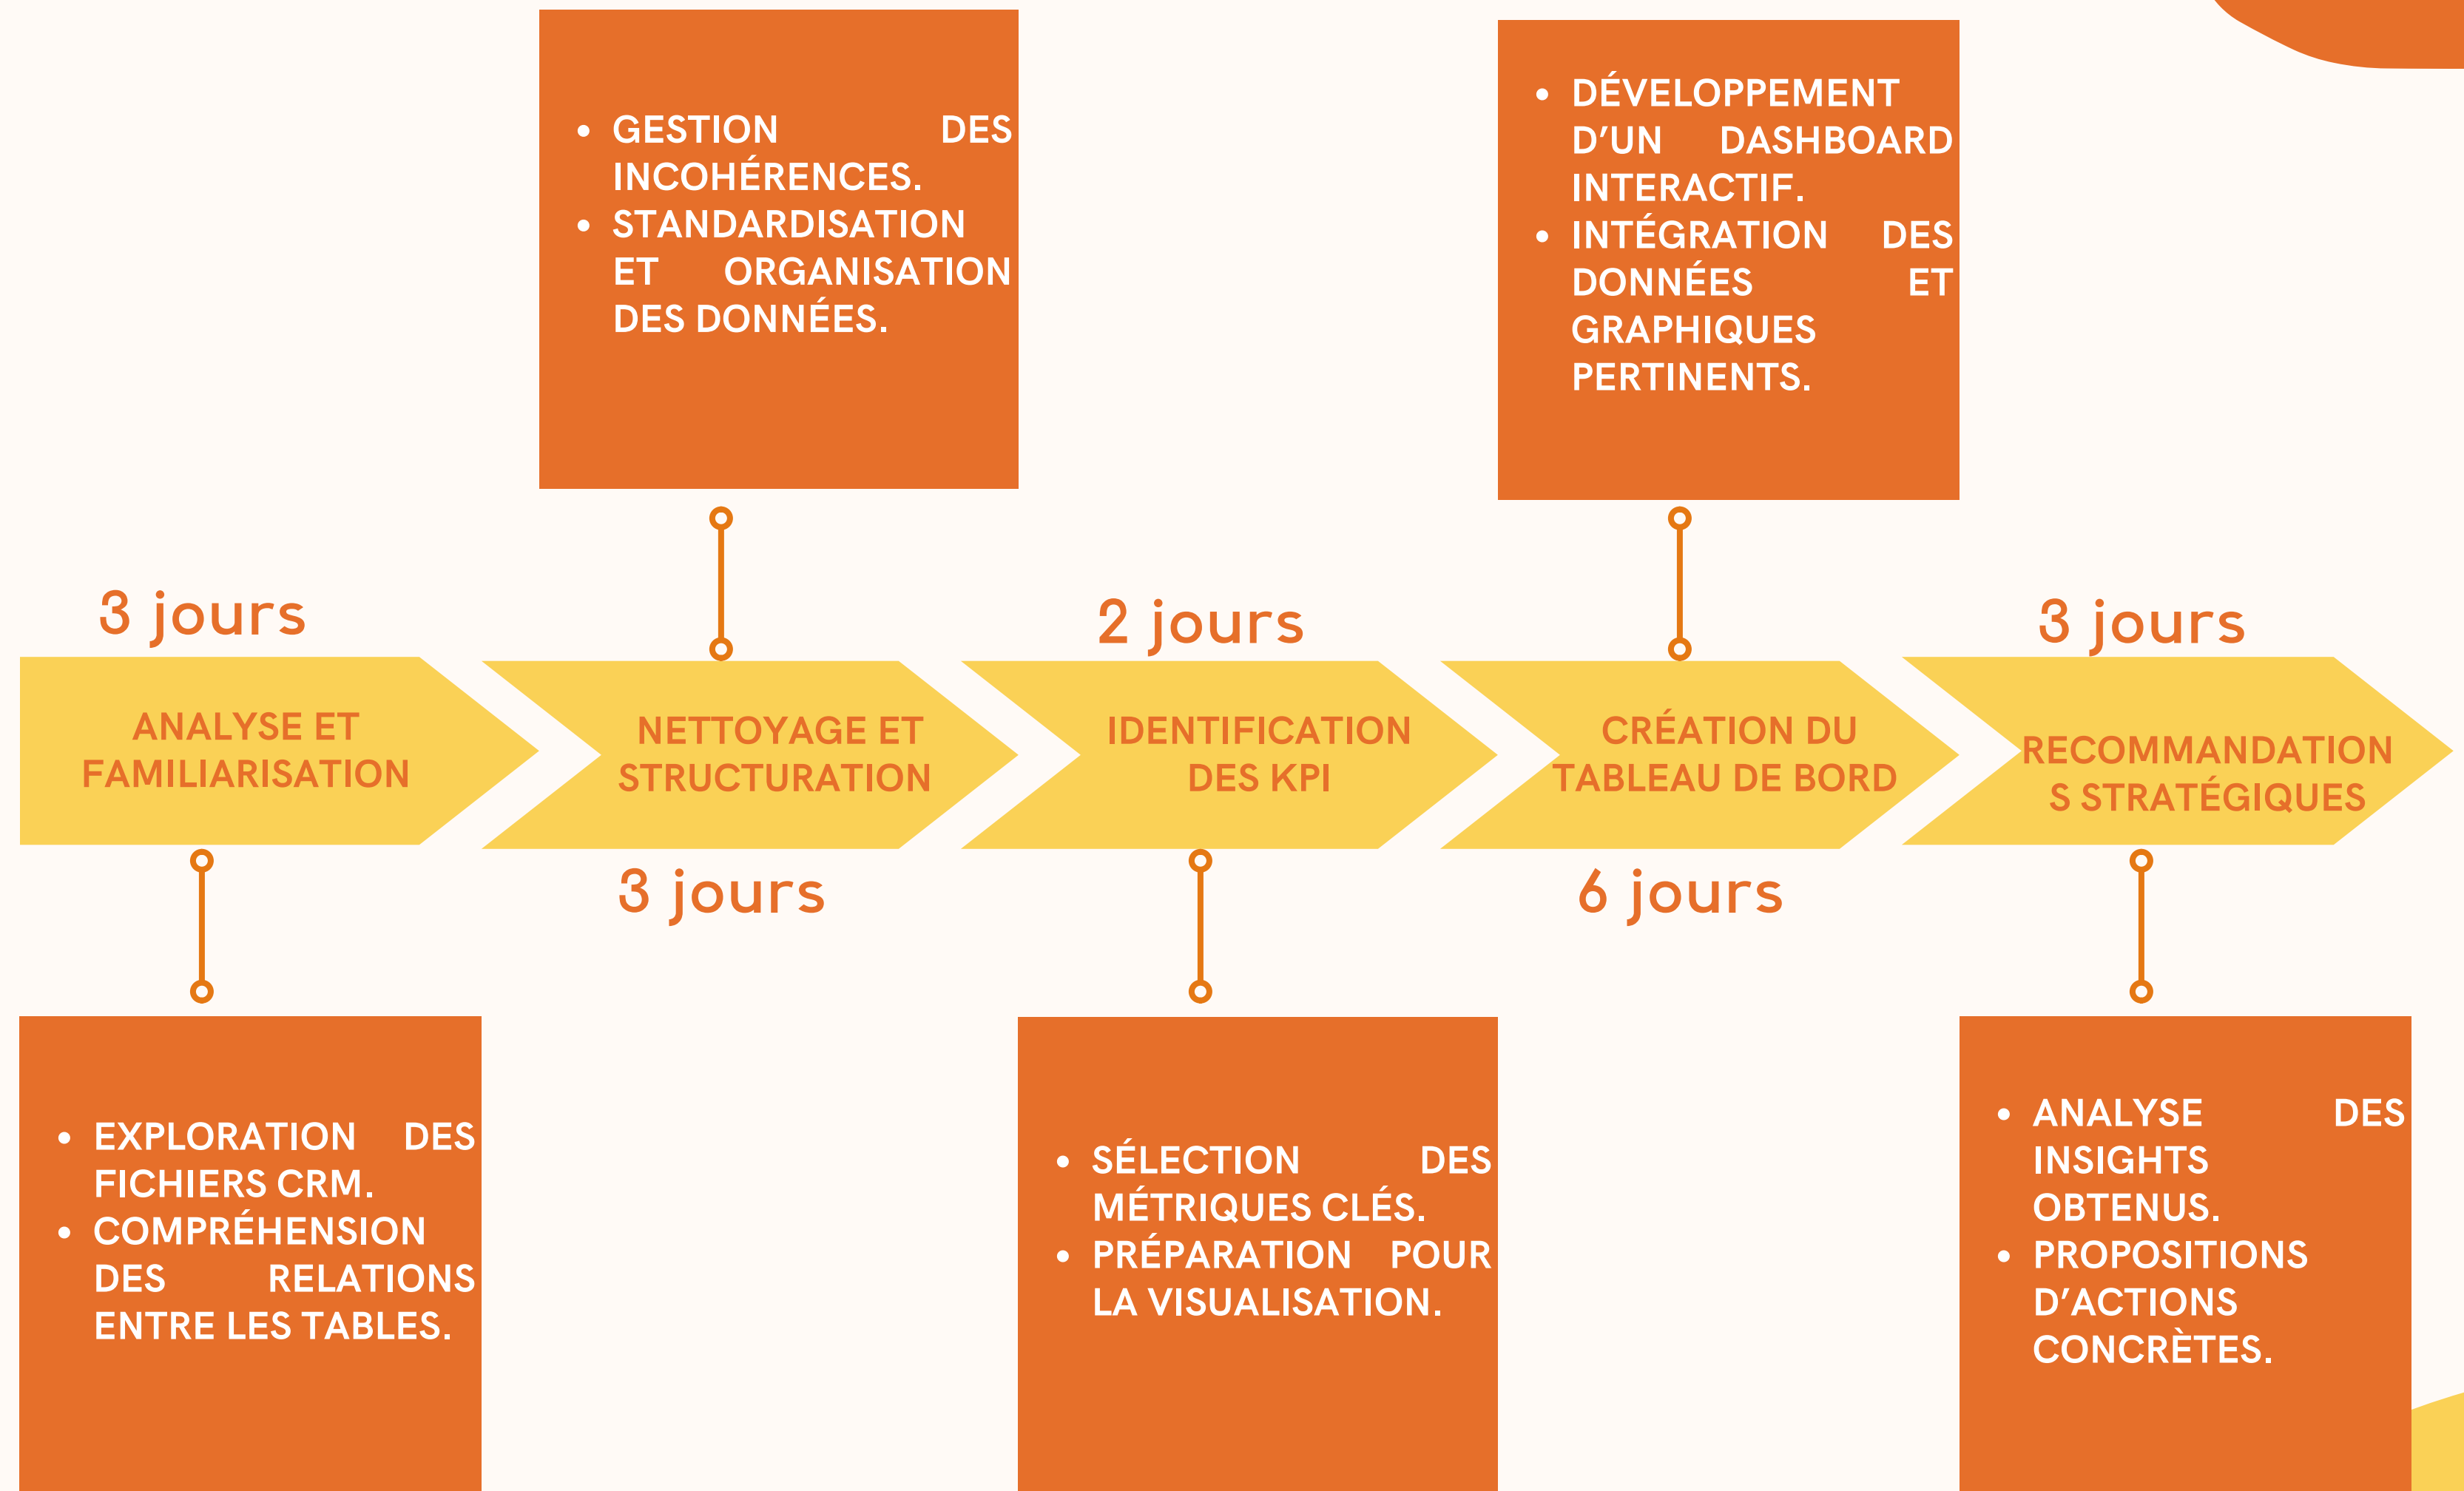 GESTION DES
INCOHÉRENCES.
STANDARDISATION
ET ORGANISATION
DES DONNÉES.
DÉVELOPPEMENT
D'UN DASHBOARD
INTERACTIF.
INTÉGRATION DES
DONNÉES ET
GRAPHIQUES
PERTINENTS.
3 jours
2 jours
3 jours
ANALYSE ET
FAMILIARISATION
NETTOYAGE ET
STRUCTURATION
IDENTIFICATION
DES KPI
CRÉATION DU
TABLEAU DE BORD
RECOMMANDATION
S STRATÉGIQUES
3 jours
6 jours
EXPLORATION DES
FICHIERS CRM.
COMPRÉHENSION
DES RELATIONS
ENTRE LES TABLES.
SÉLECTION DES
MÉTRIQUES CLÉS.
PRÉPARATION POUR
LA VISUALISATION.
ANALYSE DES
INSIGHTS
OBTENUS.
PROPOSITIONS
D'ACTIONS
CONCRÈTES.